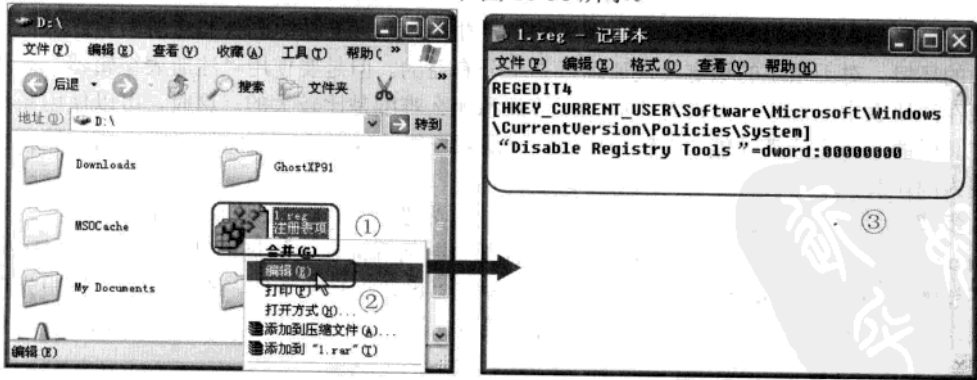 D:\
文件(F) 编辑(E) 查看(V) 收藏(A) 工具(T) 帮助( »
后退 搜索 文件夹 »
地址(D) D:\ 转到
Downloads GhostXP91
MSOCache 1.reg
注册表项 ①
合并(G)
My Documents 编辑(E)
打印(P) ②
打开方式(H)...
添加到压缩文件(A)...
添加到 "1.rar"(T)
编辑(E)
1.reg - 记事本
文件(F) 编辑(E) 格式(O) 查看(V) 帮助(H)
REGEDIT4
[HKEY_CURRENT_USER\Software\Microsoft\Windows
\CurrentVersion\Policies\System]
“Disable Registry Tools ”=dword:00000000
③